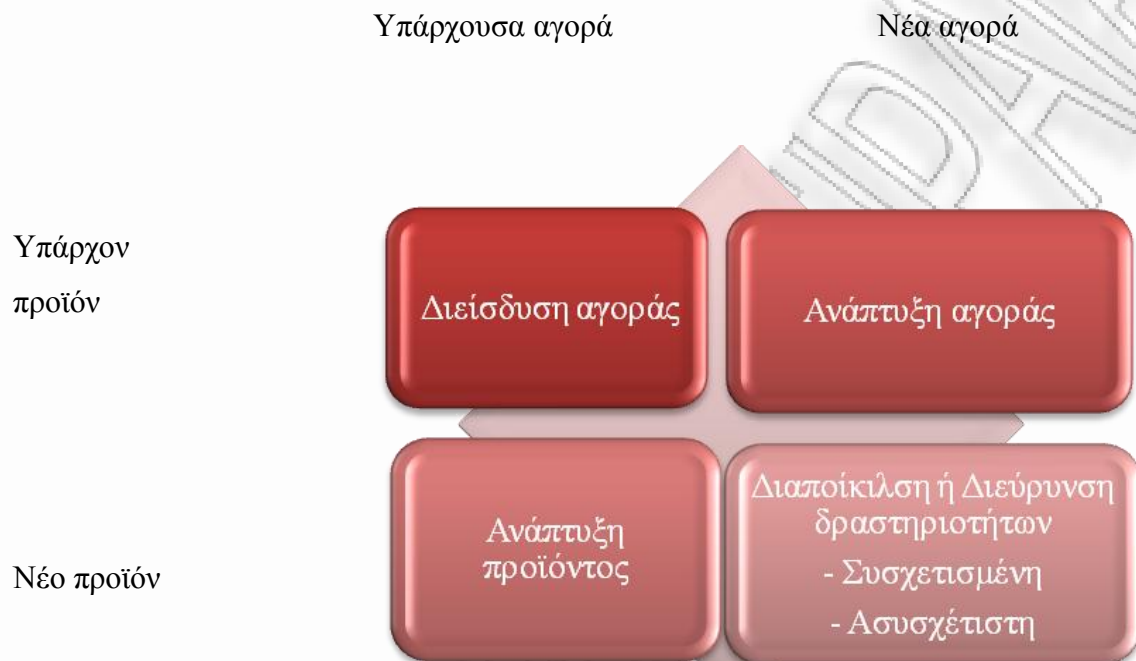 Υπάρχουσα αγορά Νέα αγορά
Υπάρχον
προϊόν
Διείσδυση αγοράς
Ανάπτυξη αγοράς
Νέο προϊόν
Ανάπτυξη
προϊόντος
Διαποίκιλση ή Διεύρυνση
δραστηριοτήτων
- Συσχετισμένη
- Ασυσχέτιστη